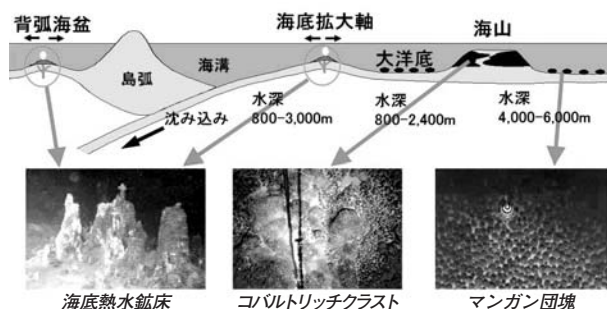 背弧海盆
海底拡大軸
海山
島弧
海溝
大洋底
沈み込み
水深
800-3,000m
水深
800-2,400m
水深
4,000-6,000m
海底熱水鉱床
コバルトリッチクラスト
マンガン団塊